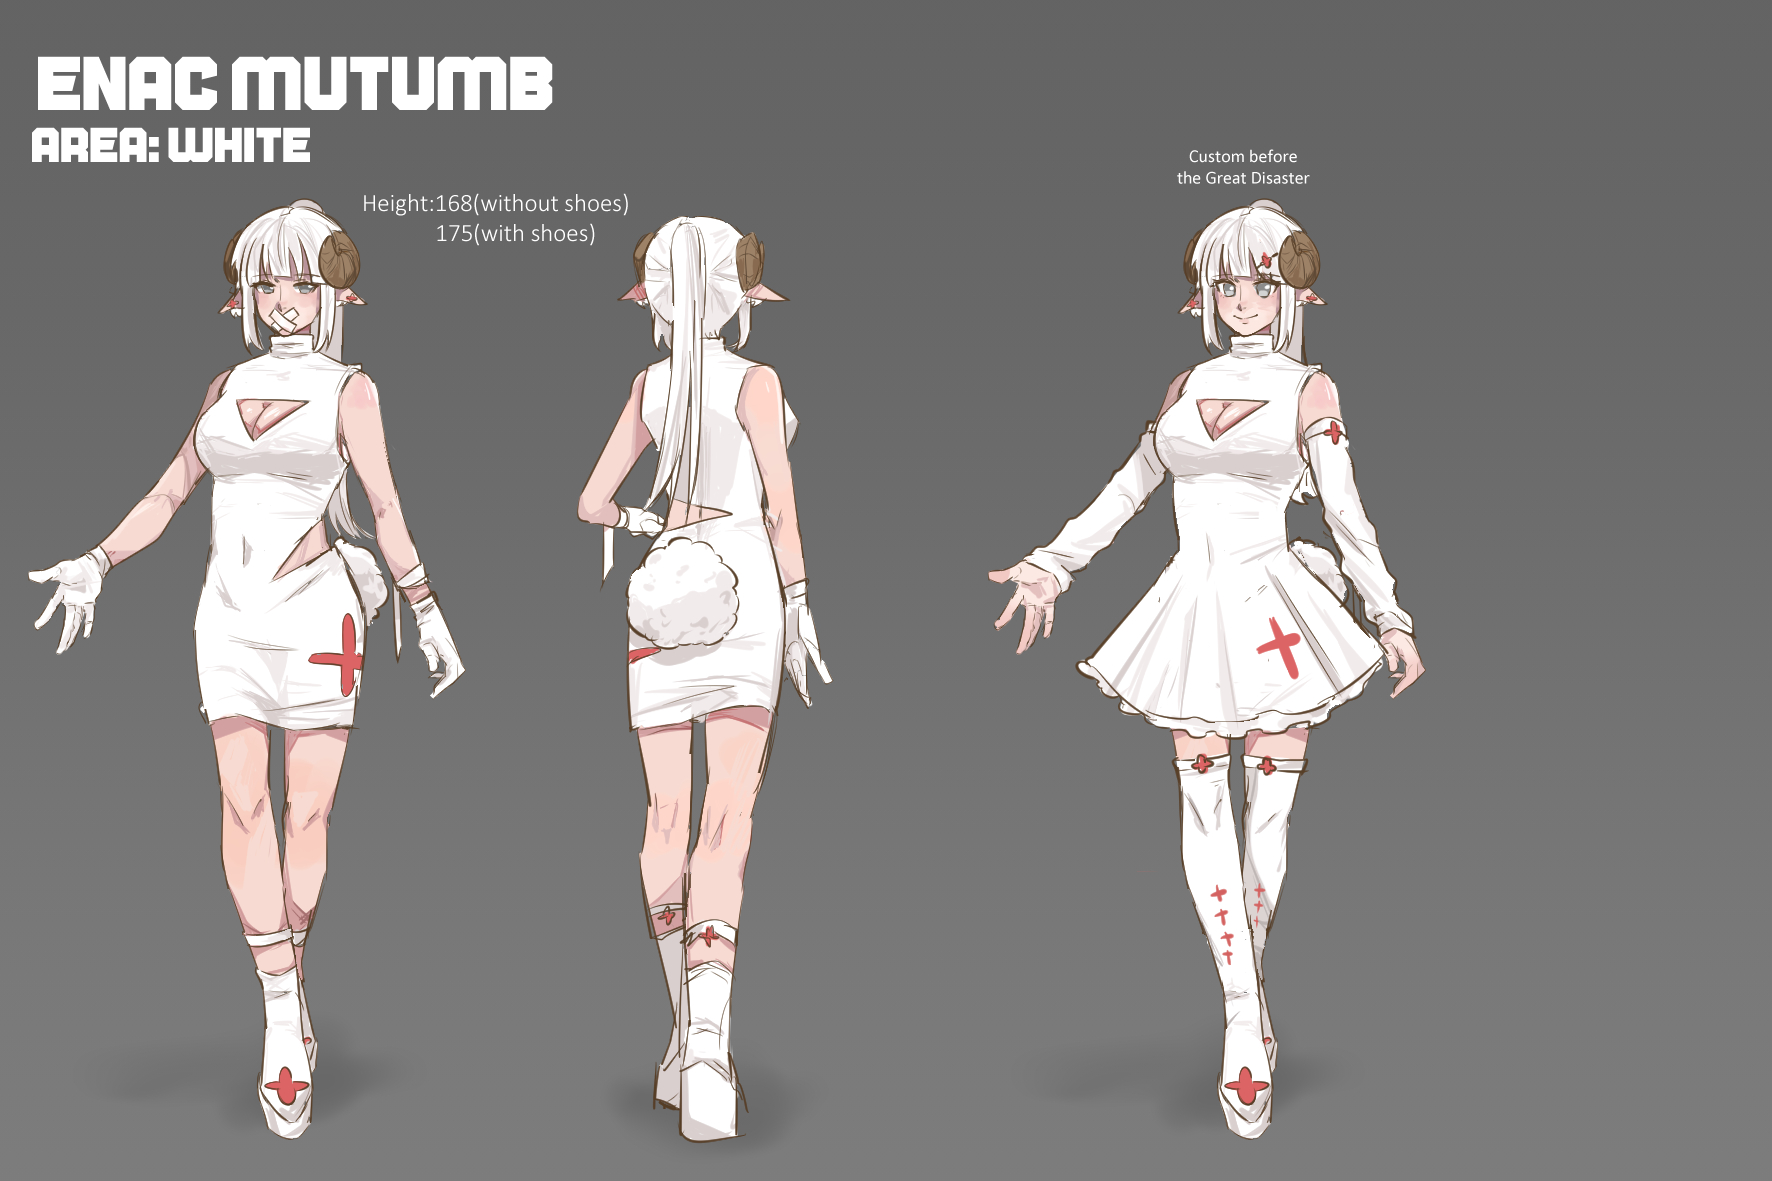 ENAC MUTUMB
AREA: WHITE
Height:168(without shoes)
175(with shoes)
Custom before
the Great Disaster